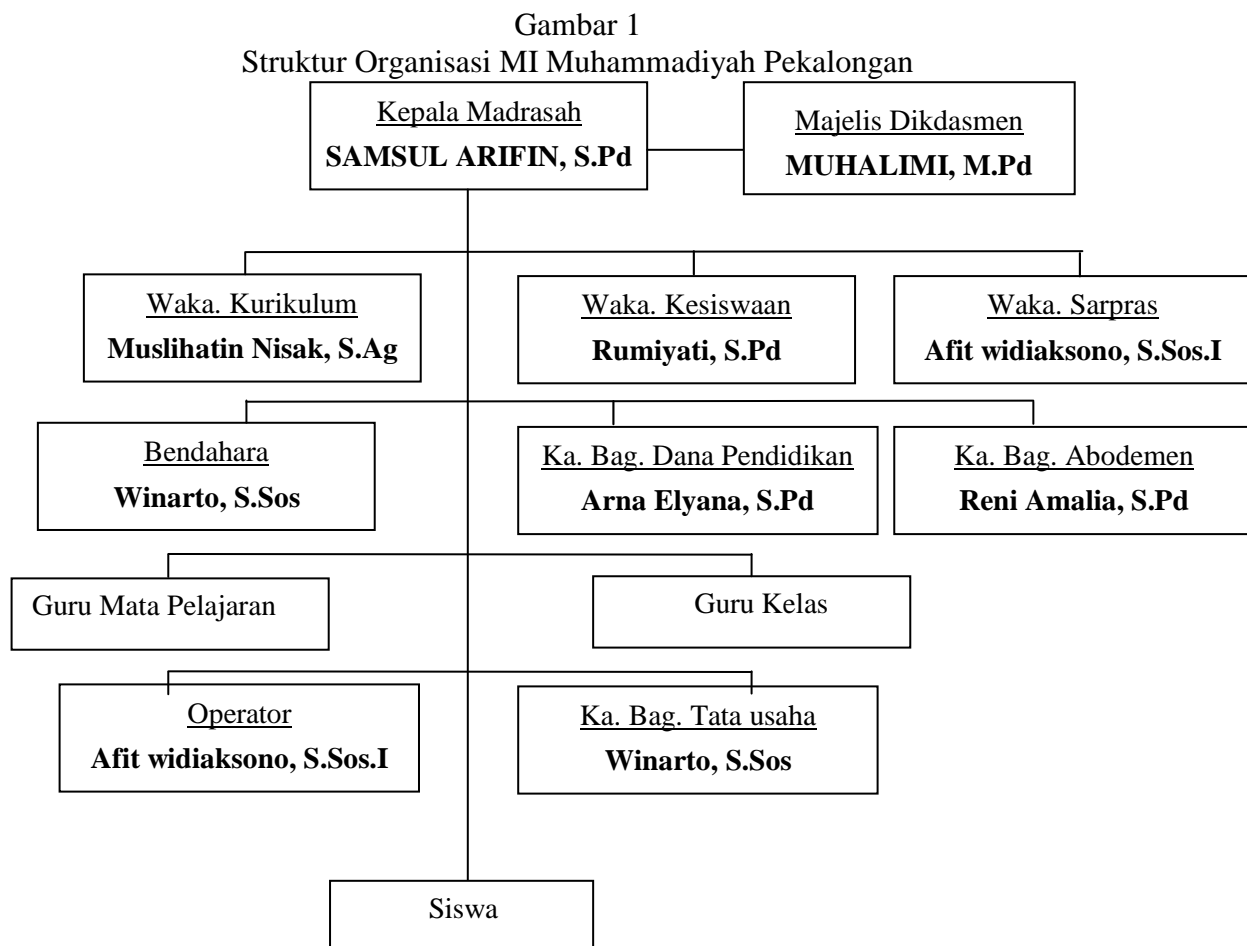 Gambar 1
Struktur Organisasi MI Muhammadiyah Pekalongan
Kepala Madrasah
SAMSUL ARIFIN, S.Pd
Majelis Dikdasmen
MUHALIMI, M.Pd
Waka. Kurikulum
Muslihatin Nisak, S.Ag
Waka. Kesiswaan
Rumiyati, S.Pd
Waka. Sarpras
Afit widiaksono, S.Sos.I
Bendahara
Winarto, S.Sos
Ka. Bag. Dana Pendidikan
Arna Elyana, S.Pd
Ka. Bag. Abodemen
Reni Amalia, S.Pd
Guru Mata Pelajaran
Guru Kelas
Operator
Afit widiaksono, S.Sos.I
Ka. Bag. Tata usaha
Winarto, S.Sos
Siswa